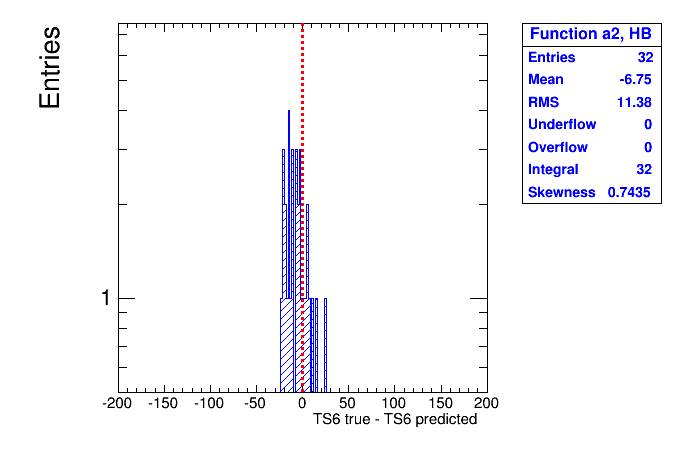 Entries
1
-200 -150 -100 -50 0 50 100 150 200
TS6 true - TS6 predicted
Function a2, HB
Entries 32
Mean -6.75
RMS 11.38
Underflow 0
Overflow 0
Integral 32
Skewness 0.7435